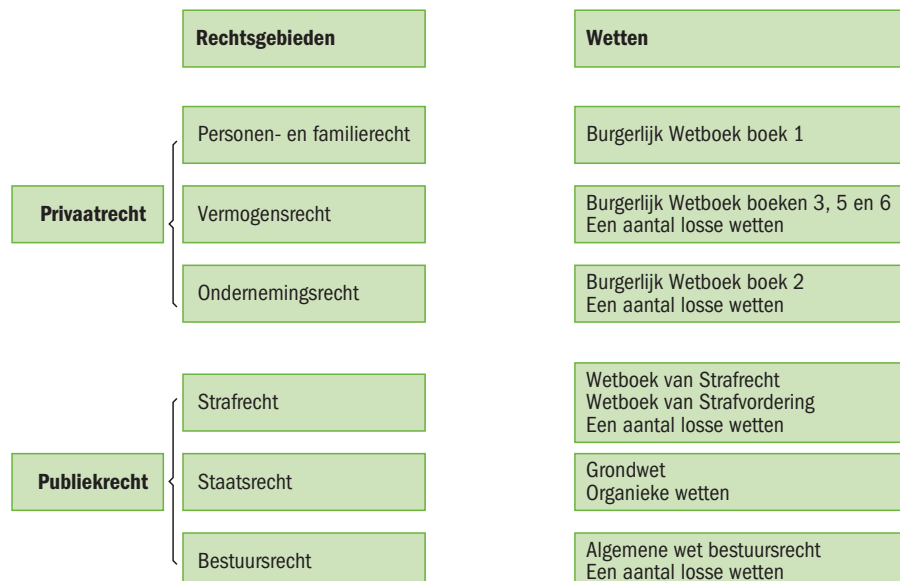 Rechtsgebieden
Wetten
Personen- en familierecht
Burgerlijk Wetboek boek 1
Privaatrecht
Vermogensrecht
Burgerlijk Wetboek boeken 3, 5 en 6
Een aantal losse wetten
Ondernemingsrecht
Burgerlijk Wetboek boek 2
Een aantal losse wetten
Strafrecht
Wetboek van Strafrecht
Wetboek van Strafvordering
Een aantal losse wetten
Publiekrecht
Staatsrecht
Grondwet
Organieke wetten
Bestuursrecht
Algemene wet bestuursrecht
Een aantal losse wetten